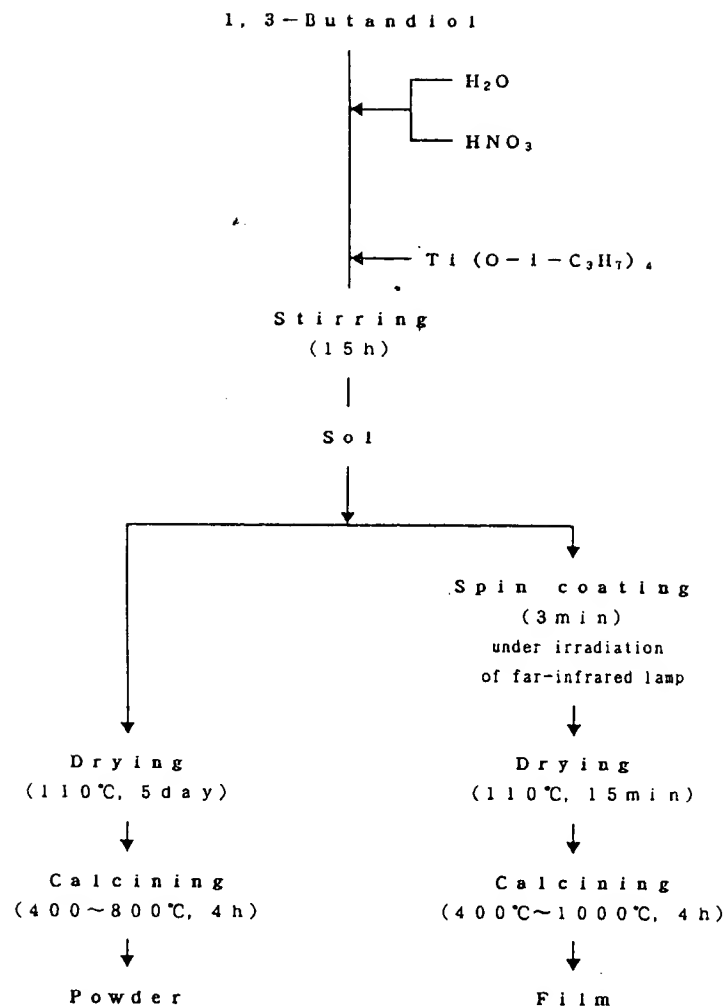 1, 3-Butandiol
H₂O
HNO₃
Ti (O-i-C₃H₇)₄
Stirring
(15h)
Sol
Spin coating
(3min)
under irradiation
of far-infrared lamp
Drying
(110℃, 5day)
Drying
(110℃, 15min)
Calcining
(400~800℃, 4h)
Calcining
(400℃~1000℃, 4h)
Powder
Film